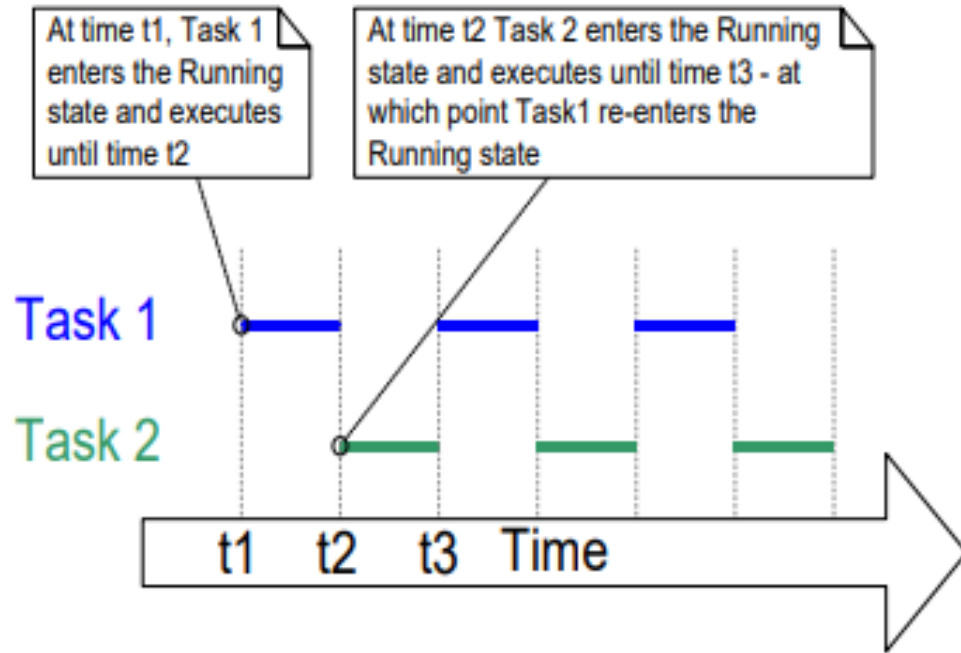 At time t1, Task 1
enters the Running
state and executes
until time t2
At time t2 Task 2 enters the Running
state and executes until time t3 - at
which point Task1 re-enters the
Running state
Task 1
Task 2
t1 t2 t3 Time